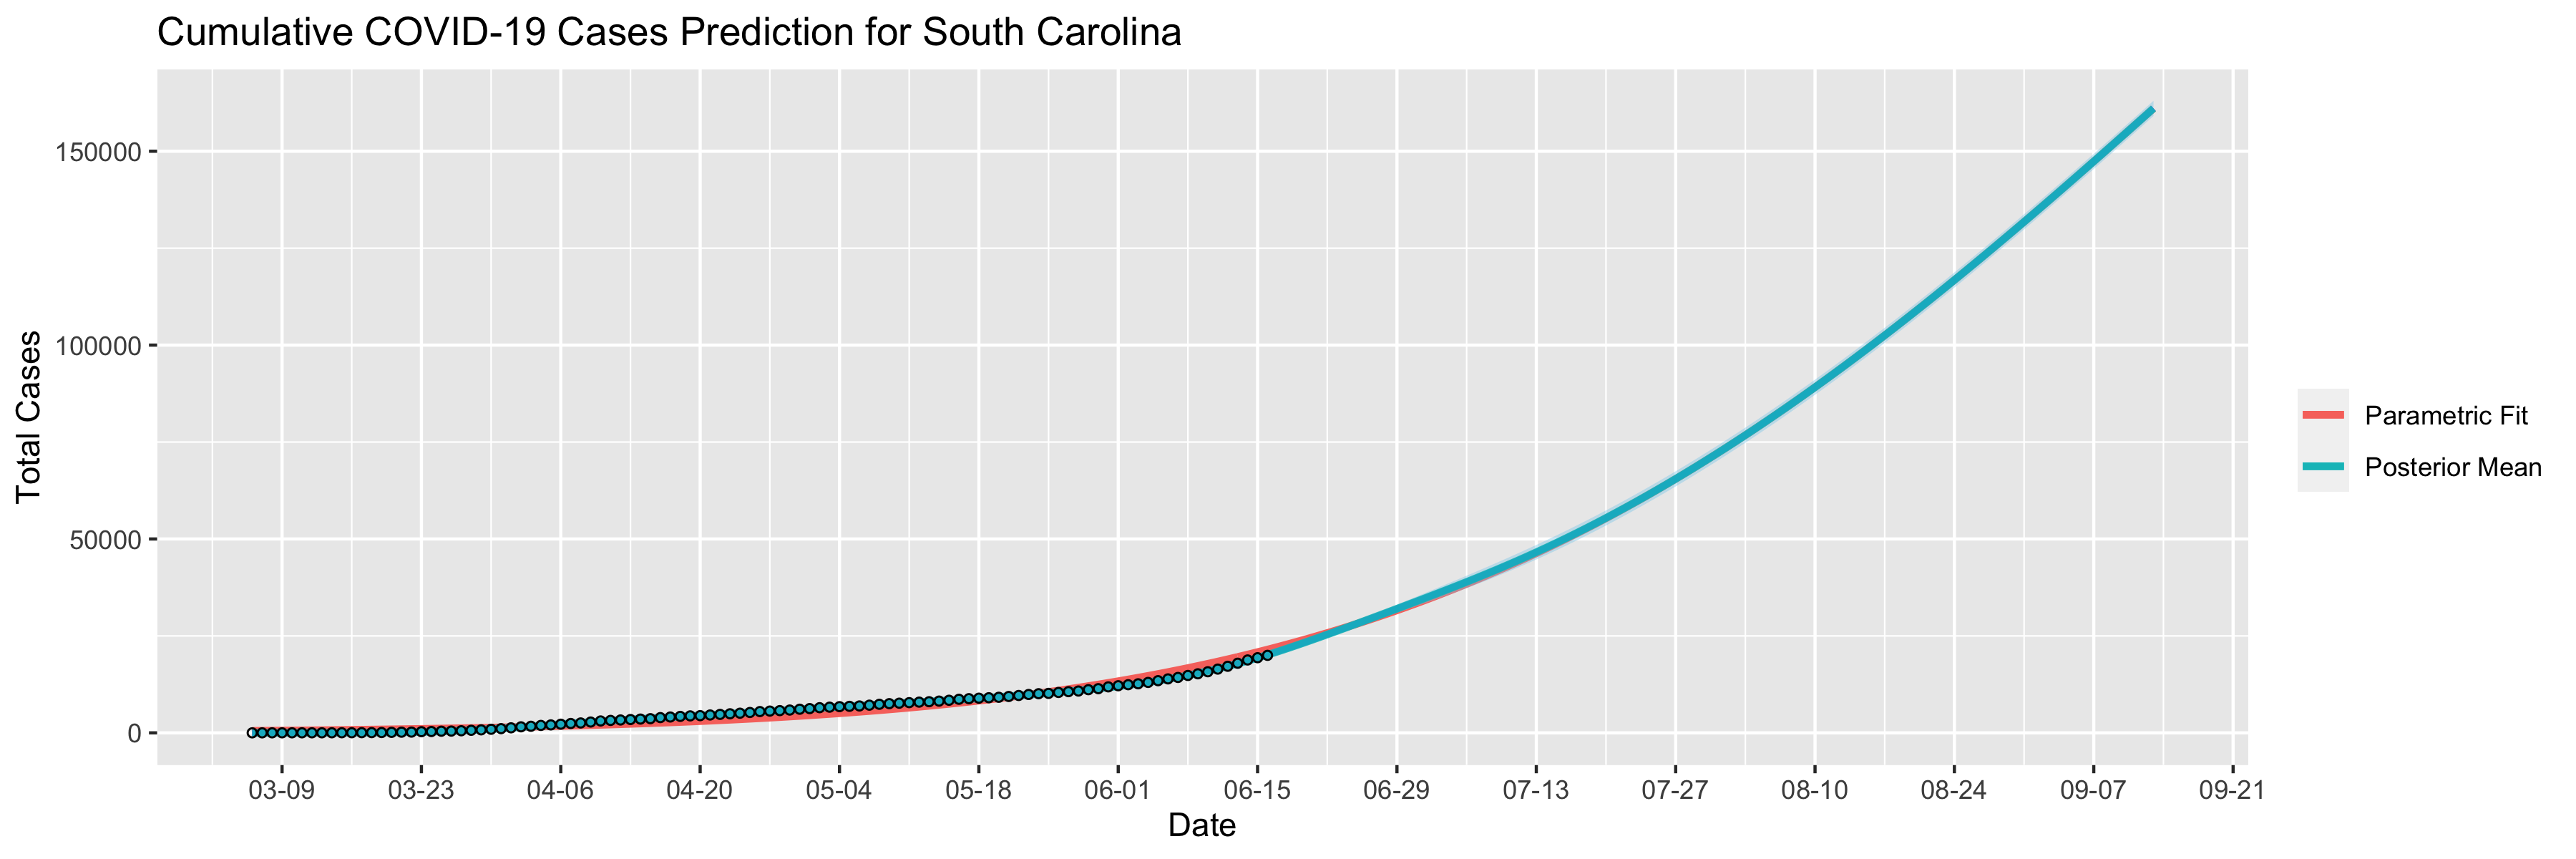 Cumulative COVID-19 Cases Prediction for South Carolina
150000
100000
50000
0
Total Cases
03-09 03-23 04-06 04-20 05-04 05-18 06-01 06-15 06-29 07-13 07-27 08-10 08-24 09-07 09-21
Date
Parametric Fit
Posterior Mean